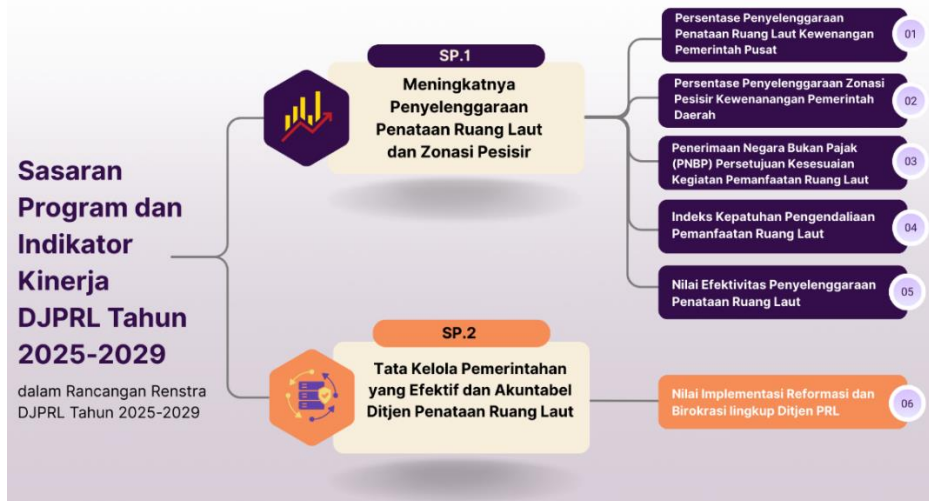 Sasaran
Program dan
Indikator
Kinerja
DJPRL Tahun
2025-2029
dalam Rancangan Renstra
DJPRL Tahun 2025-2029
SP.1
Meningkatnya
Penyelenggaraan
Penataan Ruang Laut
dan Zonasi Pesisir
Persentase Penyelenggaraan
Penataan Ruang Laut Kewenangan
Pemerintah Pusat
01
Persentase Penyelenggaraan Zonasi
Pesisir Kewenanangan Pemerintah
Daerah
02
Penerimaan Negara Bukan Pajak
(PNBP) Persetujuan Kesesuaian
Kegiatan Pemanfaatan Ruang Laut
03
Indeks Kepatuhan Pengendaliaan
Pemanfaatan Ruang Laut
04
Nilai Efektivitas Penyelenggaraan
Penataan Ruang Laut
05
SP.2
Tata Kelola Pemerintahan
yang Efektif dan Akuntabel
Ditjen Penataan Ruang Laut
Nilai Implementasi Reformasi dan
Birokrasi lingkup Ditjen PRL
06